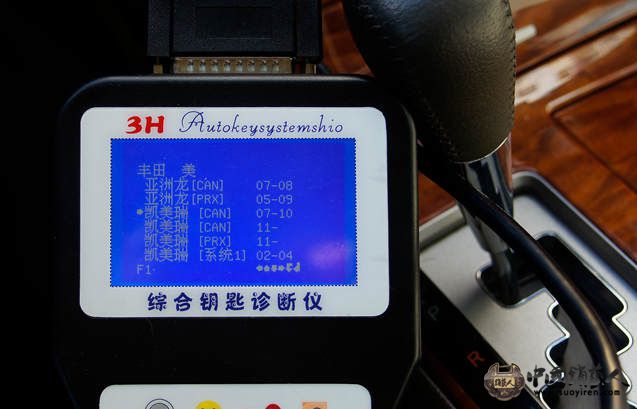 3H Autokeysystemshio
丰田 美
亚洲龙[CAN] 07-08
亚洲龙[PRX] 05-09
*凯美瑞 [CAN] 07-10
凯美瑞 [CAN] 11-
凯美瑞 [PRX] 11-
凯美瑞 [系统1] 02-04
F1
综合钥匙诊断仪
P
R
suoyiren.com